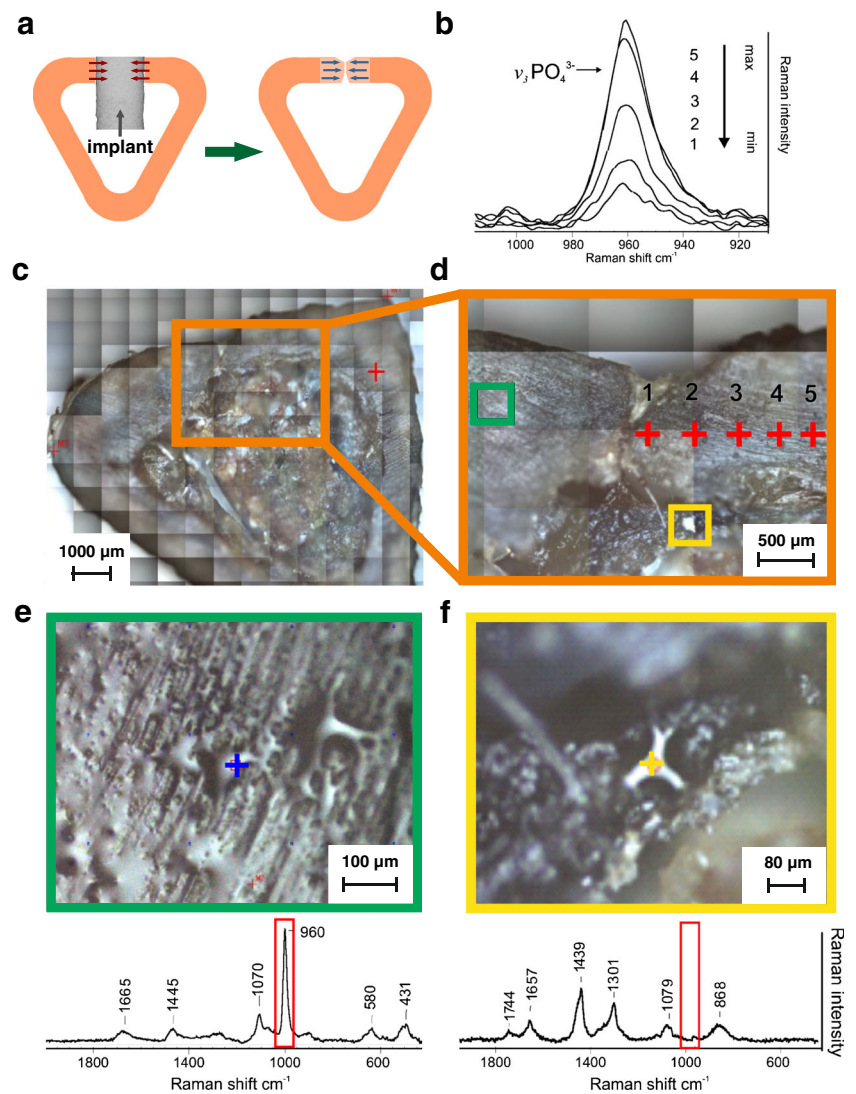 a
implant
b
ν3PO4 3-
5
4
3
2
1
max
min
Raman intensity
1000 980 960 940 920
Raman shift cm-1
c
1000 µm
d
1 2 3 4 5
500 µm
e
100 µm
f
80 µm
1665
1445
1070
960
580
431
1800 1400 1000 600
Raman shift cm-1
1744
1657
1439
1301
1079
868
1800 1400 1000 600
Raman shift cm-1
Raman intensity